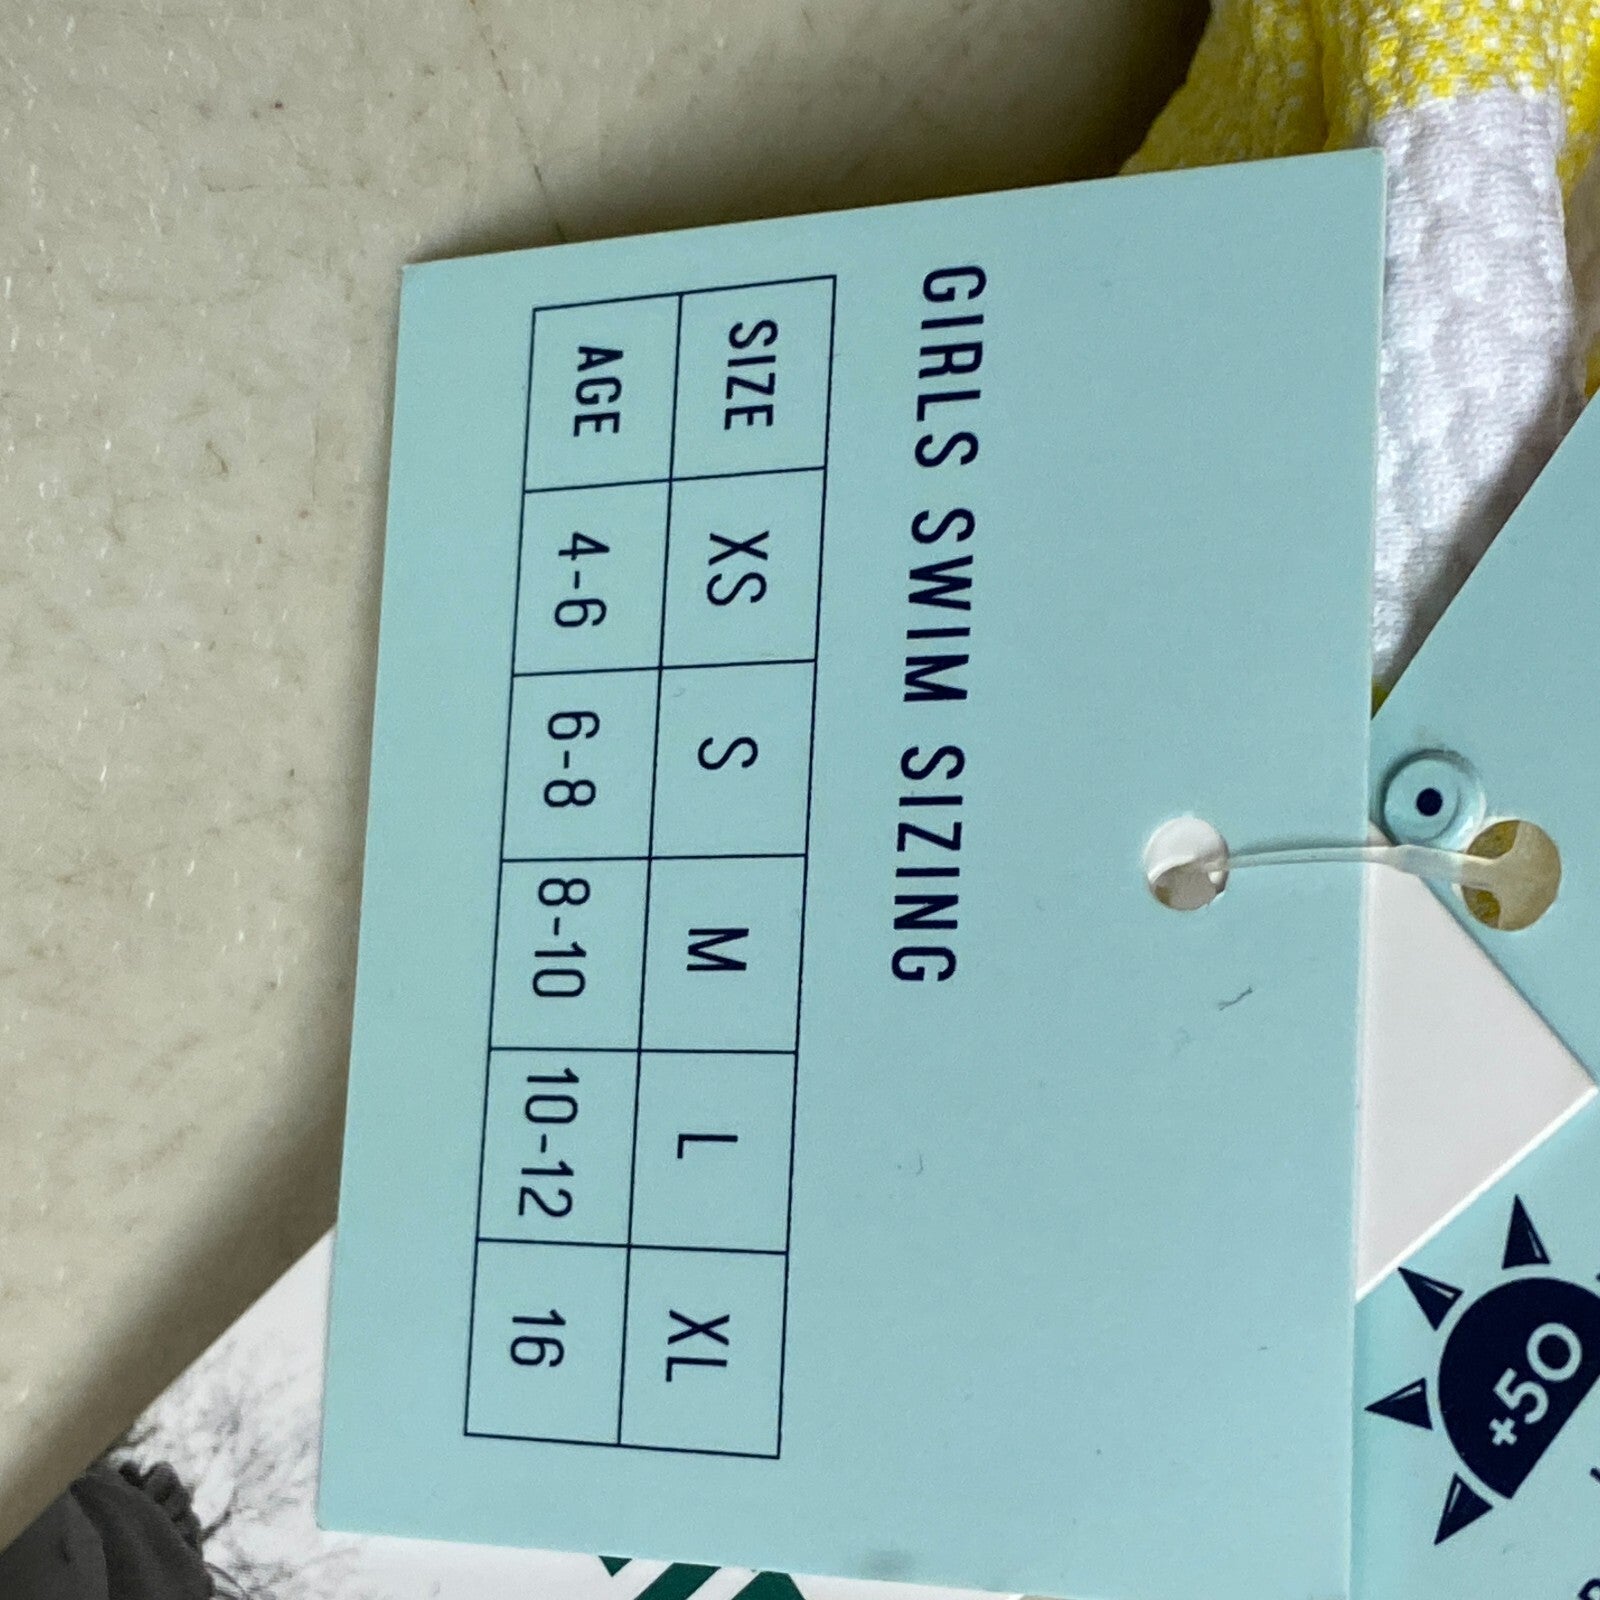 GIRLS SWIM SIZING
SIZE XS S M L XL
AGE 4-6 6-8 8-10 10-12 16
+50